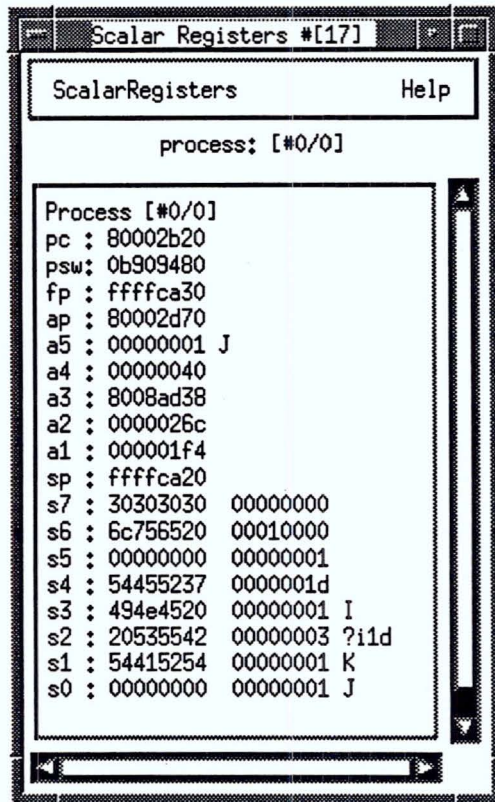 Scalar Registers #[17]
ScalarRegisters Help
process: [#0/0]
Process [#0/0]
pc : 80002b20
psw: 0b909480
fp : ffffca30
ap : 80002d70
a5 : 00000001 J
a4 : 00000040
a3 : 8008ad38
a2 : 0000026c
a1 : 000001f4
sp : ffffca20
s7 : 30303030 00000000
s6 : 6c756520 00010000
s5 : 00000000 00000001
s4 : 54455237 0000001d
s3 : 494e4520 00000001 I
s2 : 20535542 00000003 ?i1d
s1 : 54415254 00000001 K
s0 : 00000000 00000001 J